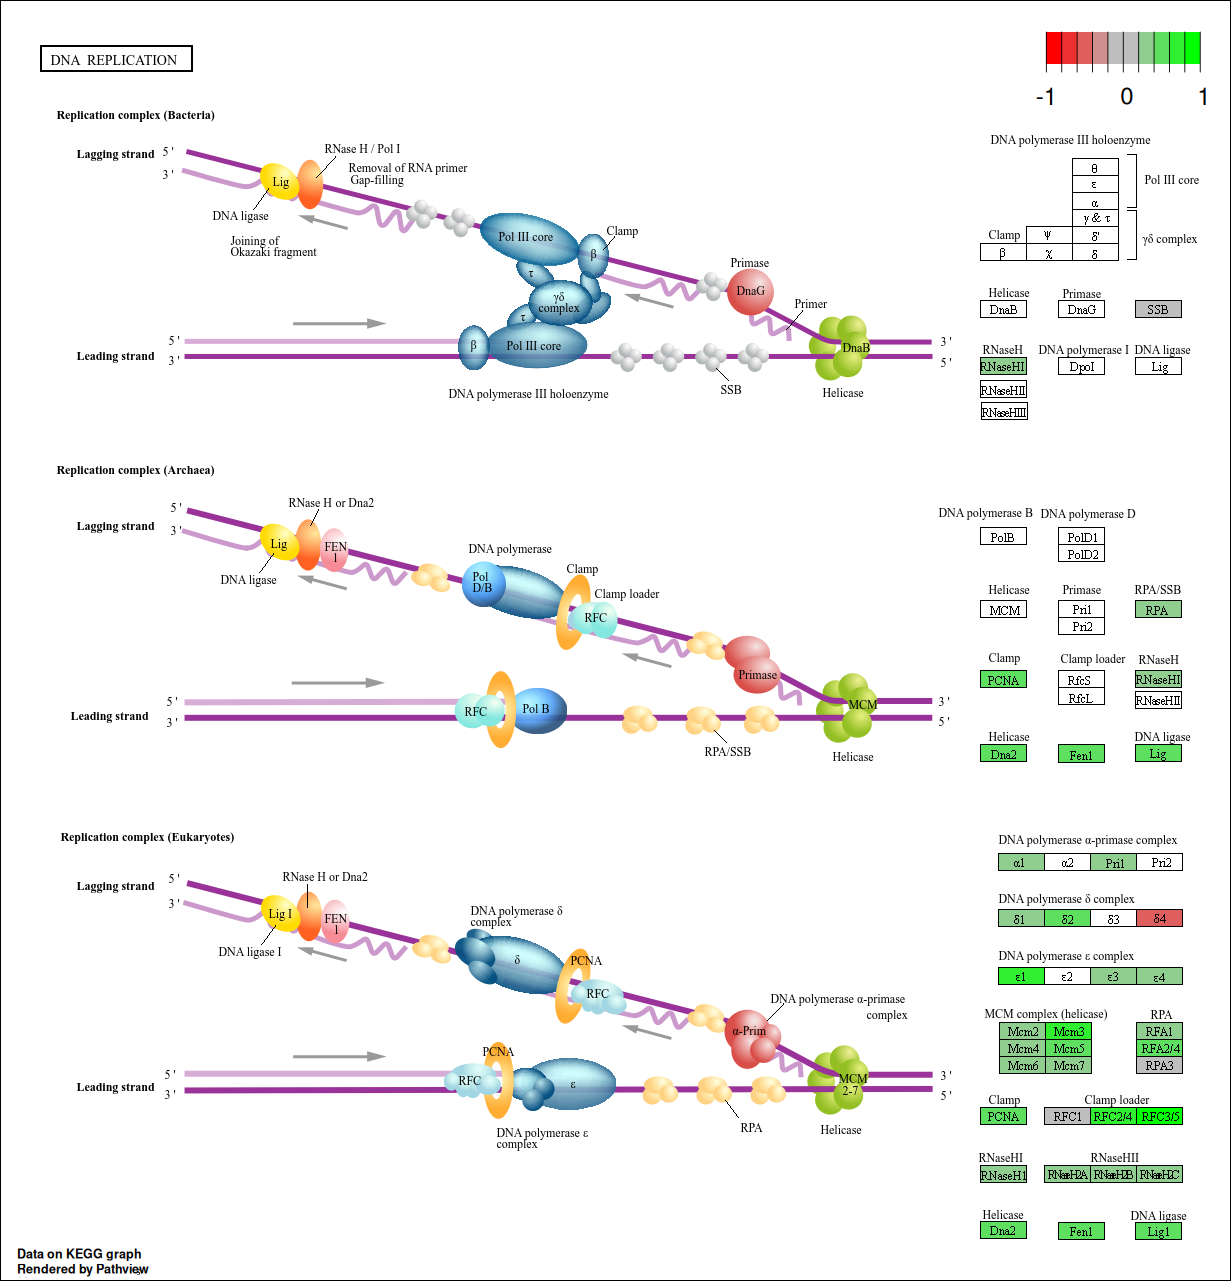 DNA REPLICATION
-1 0 1
Replication complex (Bacteria)
Lagging strand 5 '
3 '
RNase H / Pol I
Removal of RNA primer
Gap-filling
Lig
DNA ligase
Joining of
Okazaki fragment
Pol III core
Clamp
β
τ
γδ
complex
τ
Primase
DnaG
Primer
5 '
Leading strand 3 '
β
Pol III core
DnaB
3 '
5 '
SSB
Helicase
DNA polymerase III holoenzyme
DNA polymerase III holoenzyme
θ
ε
α
Pol III core
γ & τ
Clamp ψ δ'
β χ δ
γδ complex
Helicase Primase
DnaB DnaG SSB
RNaseH DNA polymerase I DNA ligase
RNaseHI DpoI Lig
RNaseHII
RNaseHIII
Replication complex (Archaea)
Lagging strand 5 '
3 '
RNase H or Dna2
Lig
FEN
1
DNA ligase
DNA polymerase
Pol
D/B
Clamp
Clamp loader
RFC
Primase
5 '
Leading strand 3 '
RFC
Pol B
MCM
3 '
5 '
RPA/SSB
Helicase
DNA polymerase B DNA polymerase D
PolB PolD1
PolD2
Helicase Primase RPA/SSB
MCM Pri1 RPA
Pri2
Clamp Clamp loader RNaseH
PCNA RfcS RNaseHI
RfcL RNaseHII
Helicase DNA ligase
Dna2 Fen1 Lig
Replication complex (Eukaryotes)
Lagging strand 5 '
3 '
RNase H or Dna2
Lig I
FEN
1
DNA ligase I
DNA polymerase δ
complex
δ
PCNA
RFC
DNA polymerase α-primase
complex
α-Prim
5 '
Leading strand 3 '
PCNA
RFC
ε
MCM
2-7
3 '
5 '
DNA polymerase ε
complex
RPA
Helicase
DNA polymerase α-primase complex
α1 α2 Pri1 Pri2
DNA polymerase δ complex
δ1 δ2 δ3 δ4
DNA polymerase ε complex
ε1 ε2 ε3 ε4
MCM complex (helicase) RPA
Mcm2 Mcm3 RFA1
Mcm4 Mcm5 RFA2/4
Mcm6 Mcm7 RPA3
Clamp Clamp loader
PCNA RFC1 RFC2/4 RFC3/5
RNaseHI RNaseHII
RNaseH1 RNaseH2A RNaseH2B RNaseH2C
Helicase DNA ligase
Dna2 Fen1 Lig1
Data on KEGG graph
Rendered by Pathview